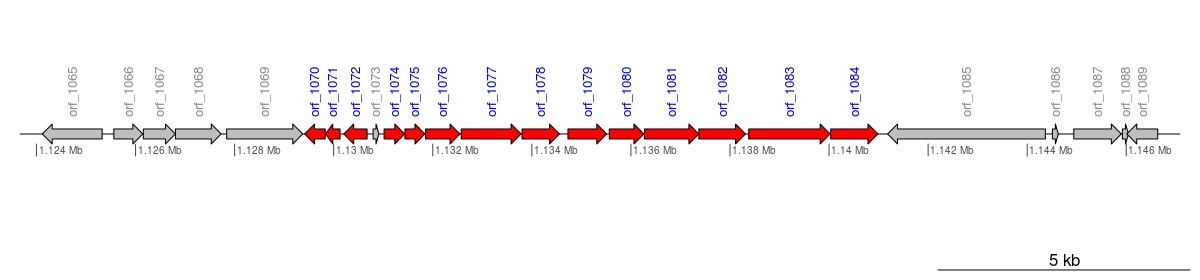 orf_1065 orf_1066 orf_1067 orf_1068 orf_1069 orf_1070 orf_1071 orf_1072 orf_1073 orf_1074 orf_1075 orf_1076 orf_1077 orf_1078 orf_1079 orf_1080 orf_1081 orf_1082 orf_1083 orf_1084 orf_1085 orf_1086 orf_1087 orf_1088 orf_1089
1.124 Mb 1.126 Mb 1.128 Mb 1.13 Mb 1.132 Mb 1.134 Mb 1.136 Mb 1.138 Mb 1.14 Mb 1.142 Mb 1.144 Mb 1.146 Mb
5 kb